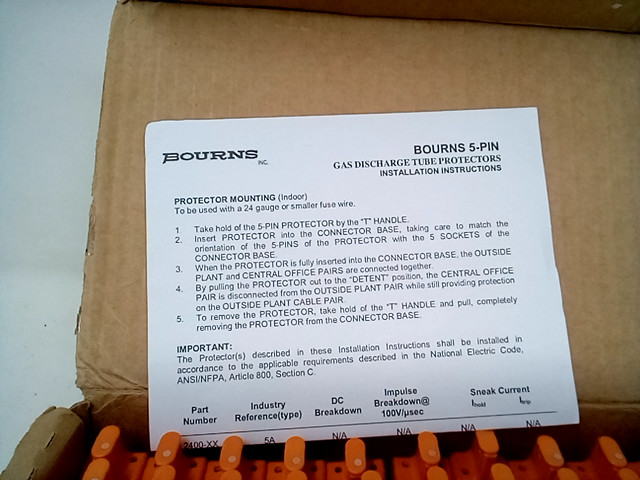 BOURNS INC.
BOURNS 5-PIN
GAS DISCHARGE TUBE PROTECTORS
INSTALLATION INSTRUCTIONS
PROTECTOR MOUNTING (Indoor)
To be used with a 24 gauge or smaller fuse wire.
1. Take hold of the 5-PIN PROTECTOR by the "T" HANDLE.
2. Insert PROTECTOR into the CONNECTOR BASE, taking care to match the
orientation of the 5-PINS of the PROTECTOR with the 5 SOCKETS of the
CONNECTOR BASE.
3. When the PROTECTOR is fully inserted into the CONNECTOR BASE, the OUTSIDE
PLANT and CENTRAL OFFICE PAIRS are connected together.
4. By pulling the PROTECTOR out to the "DETENT" position, the CENTRAL OFFICE
PAIR is disconnected from the OUTSIDE PLANT PAIR while still providing protection
on the OUTSIDE PLANT CABLE PAIR.
5. To remove the PROTECTOR, take hold of the "T" HANDLE and pull, completely
removing the PROTECTOR from the CONNECTOR BASE.
IMPORTANT:
The Protector(s) described in these Installation Instructions shall be installed in
accordance to the applicable requirements described in the National Electric Code,
ANSI/NFPA, Article 800, Section C.
Part Number Industry Reference(type) DC Breakdown Impulse Breakdown@ 100V/µsec Sneak Current Ihold Itrip
2400-XX 5A N/A N/A N/A N/A